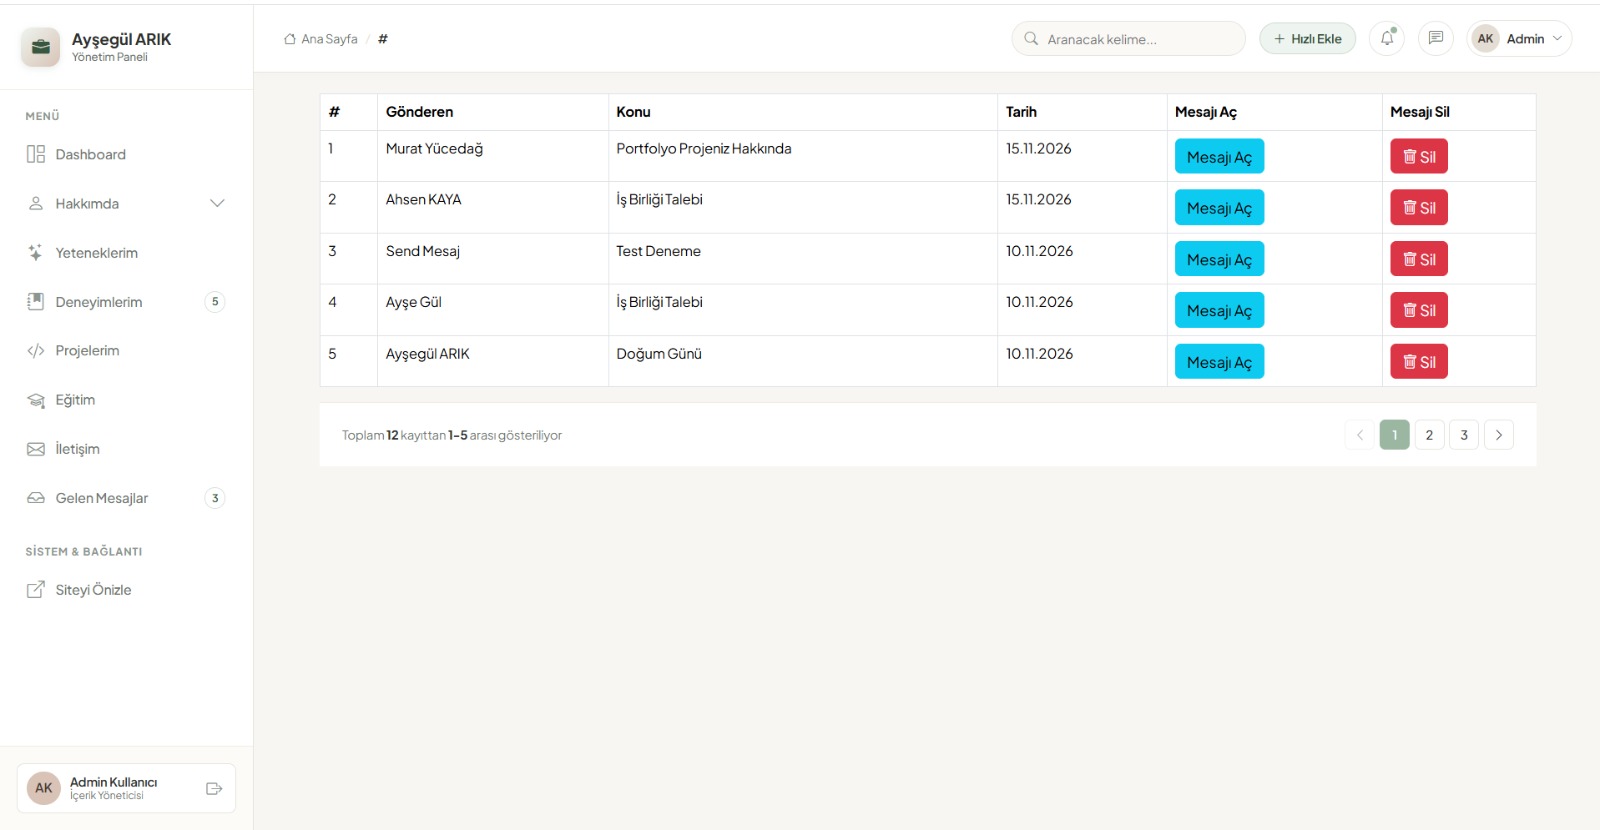 Ayşegül ARIK
Yönetim Paneli
MENÜ
Dashboard
Hakkımda
Yeteneklerim
Deneyimlerim 5
Projelerim
Eğitim
İletişim
Gelen Mesajlar 3
SİSTEM & BAĞLANTI
Siteyi Önizle
AK Admin Kullanıcı
İçerik Yöneticisi
Ana Sayfa / #
Aranacak kelime...
+ Hızlı Ekle
AK Admin
# Gönderen Konu Tarih Mesajı Aç Mesajı Sil
1 Murat Yücedağ Portfolyo Projeniz Hakkında 15.11.2026 Mesajı Aç Sil
2 Ahsen KAYA İş Birliği Talebi 15.11.2026 Mesajı Aç Sil
3 Send Mesaj Test Deneme 10.11.2026 Mesajı Aç Sil
4 Ayşe Gül İş Birliği Talebi 10.11.2026 Mesajı Aç Sil
5 Ayşegül ARIK Doğum Günü 10.11.2026 Mesajı Aç Sil
Toplam 12 kayıttan 1-5 arası gösteriliyor
1 2 3